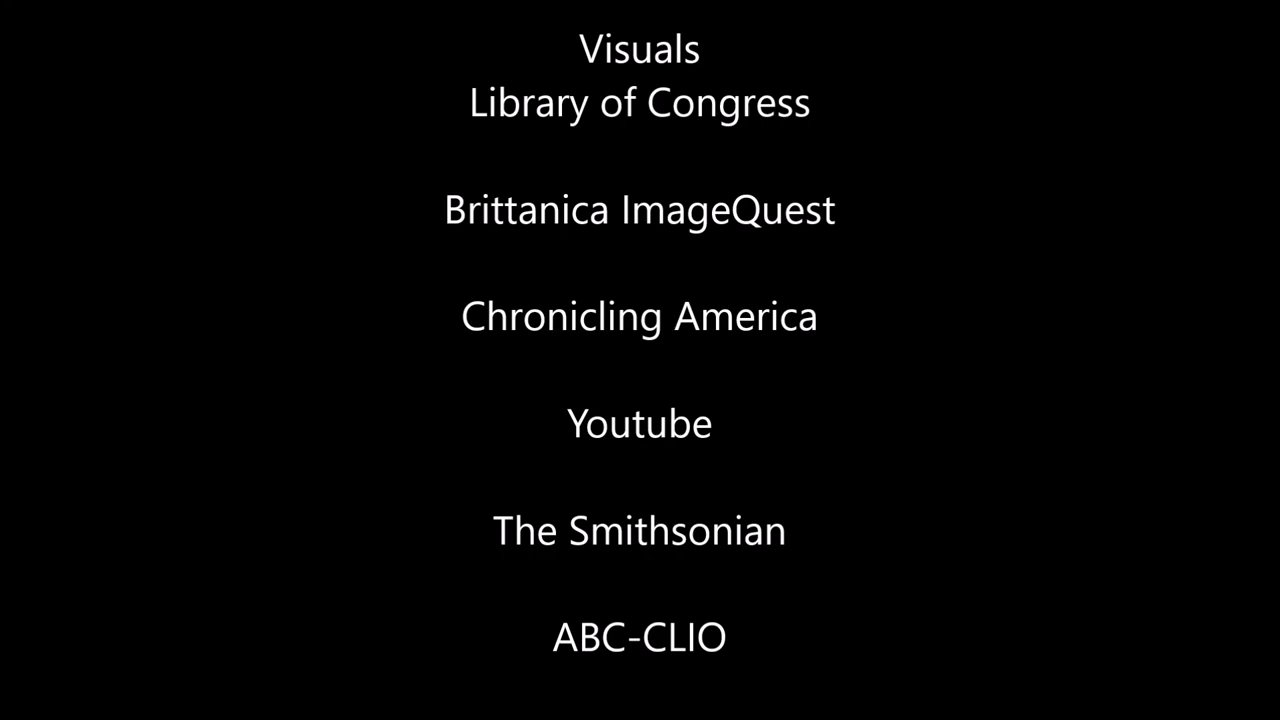 Visuals
Library of Congress
Brittanica ImageQuest
Chronicling America
Youtube
The Smithsonian
ABC-CLIO